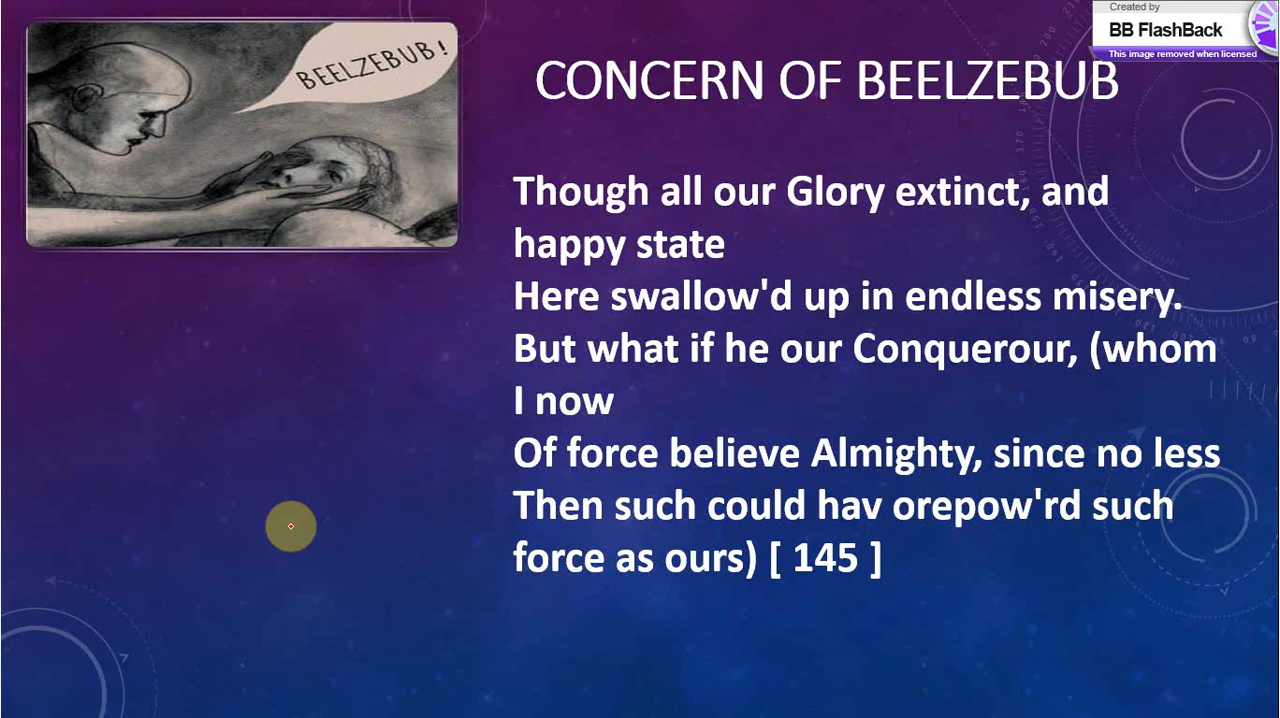 Created by
BB FlashBack
This image removed when licensed
BEELZEBUB!
CONCERN OF BEELZEBUB
Though all our Glory extinct, and
happy state
Here swallow'd up in endless misery.
But what if he our Conquerour, (whom
I now
Of force believe Almighty, since no less
Then such could hav orepow'rd such
force as ours) [ 145 ]